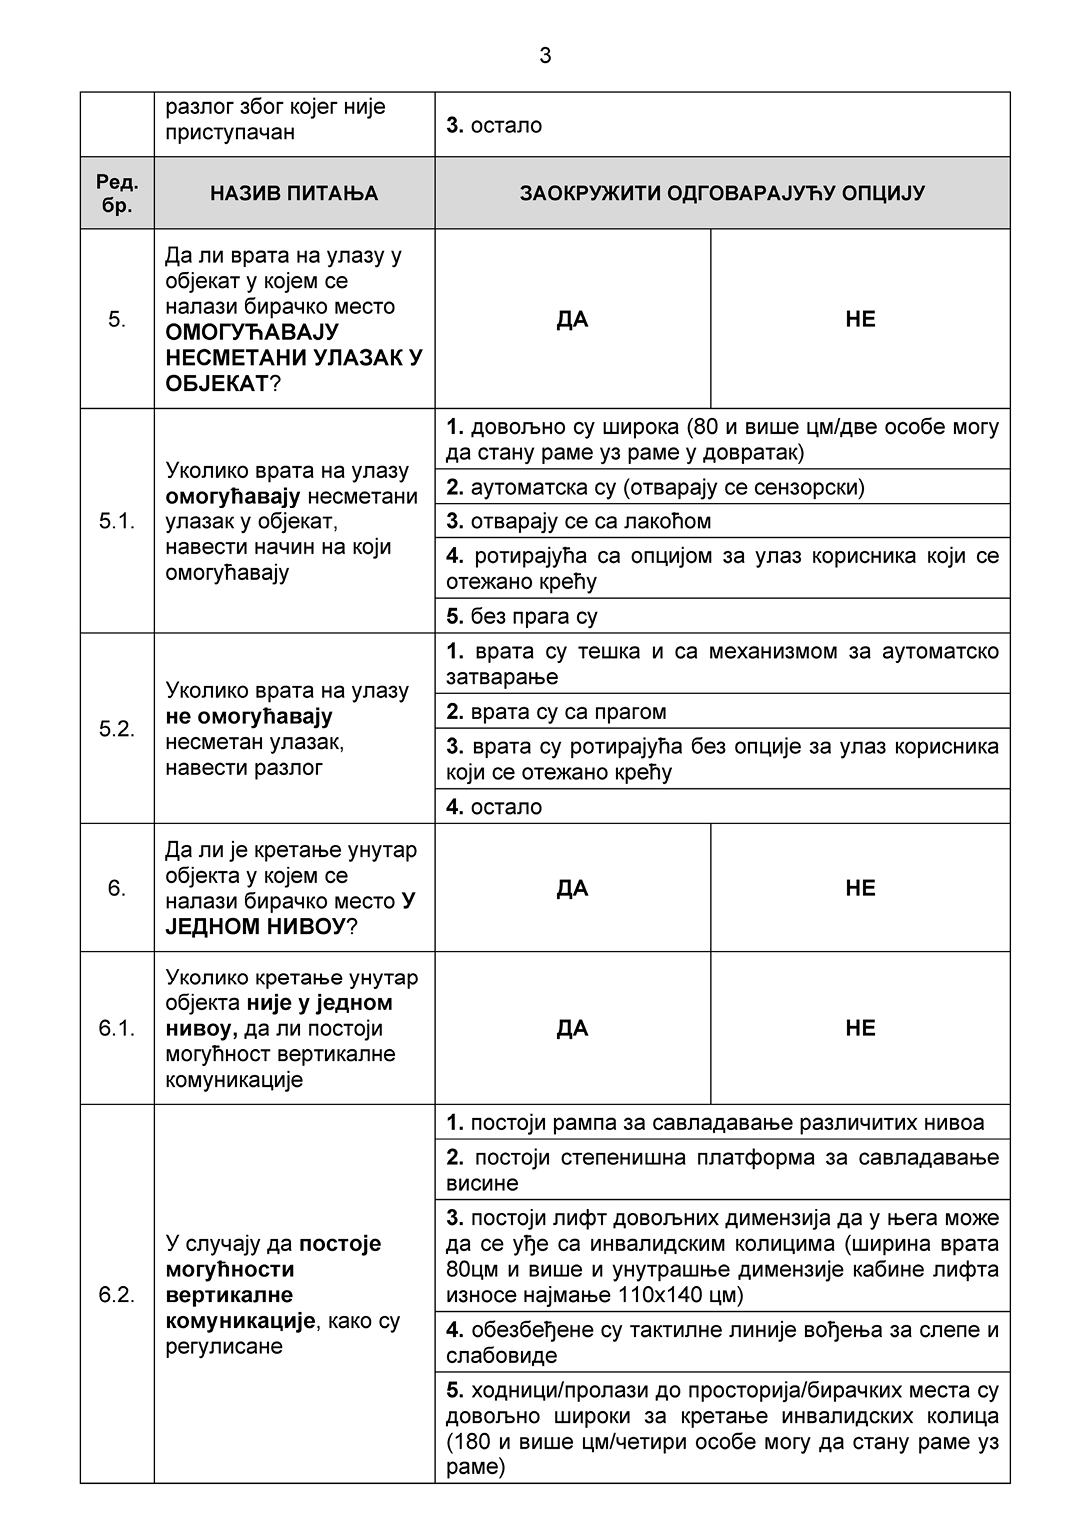 3
разлог због којег није
приступачан
3. остало
Ред.
бр.
НАЗИВ ПИТАЊА
ЗАОКРУЖИТИ ОДГОВАРАЈУЋУ ОПЦИЈУ
5.
Да ли врата на улазу у
објекат у којем се
налази бирачко место
ОМОГУЋАВАЈУ
НЕСМЕТАНИ УЛАЗАК У
ОБЈЕКАТ?
ДА
НЕ
5.1.
Уколико врата на улазу
омогућавају несметани
улазак у објекат,
навести начин на који
омогућавају
1. довољно су широка (80 и више цм/две особе могу
да стану раме уз раме у довратак)
2. аутоматска су (отварају се сензорски)
3. отварају се са лакоћом
4. ротирајућа са опцијом за улаз корисника који се
отежано крећу
5. без прага су
5.2.
Уколико врата на улазу
не омогућавају
несметан улазак,
навести разлог
1. врата су тешка и са механизмом за аутоматско
затварање
2. врата су са прагом
3. врата су ротирајућа без опције за улаз корисника
који се отежано крећу
4. остало
6.
Да ли је кретање унутар
објекта у којем се
налази бирачко место У
ЈЕДНОМ НИВОУ?
ДА
НЕ
6.1.
Уколико кретање унутар
објекта није у једном
нивоу, да ли постоји
могућност вертикалне
комуникације
ДА
НЕ
6.2.
У случају да постоје
могућности
вертикалне
комуникације, како су
регулисане
1. постоји рампа за савладавање различитих нивоа
2. постоји степенишна платформа за савладавање
висине
3. постоји лифт довољних димензија да у њега може
да се уђе са инвалидским колицима (ширина врата
80цм и више и унутрашње димензије кабине лифта
износе најмање 110х140 цм)
4. обезбеђене су тактилне линије вођења за слепе и
слабовиде
5. ходници/пролази до просторија/бирачких места су
довољно широки за кретање инвалидских колица
(180 и више цм/четири особе могу да стану раме уз
раме)